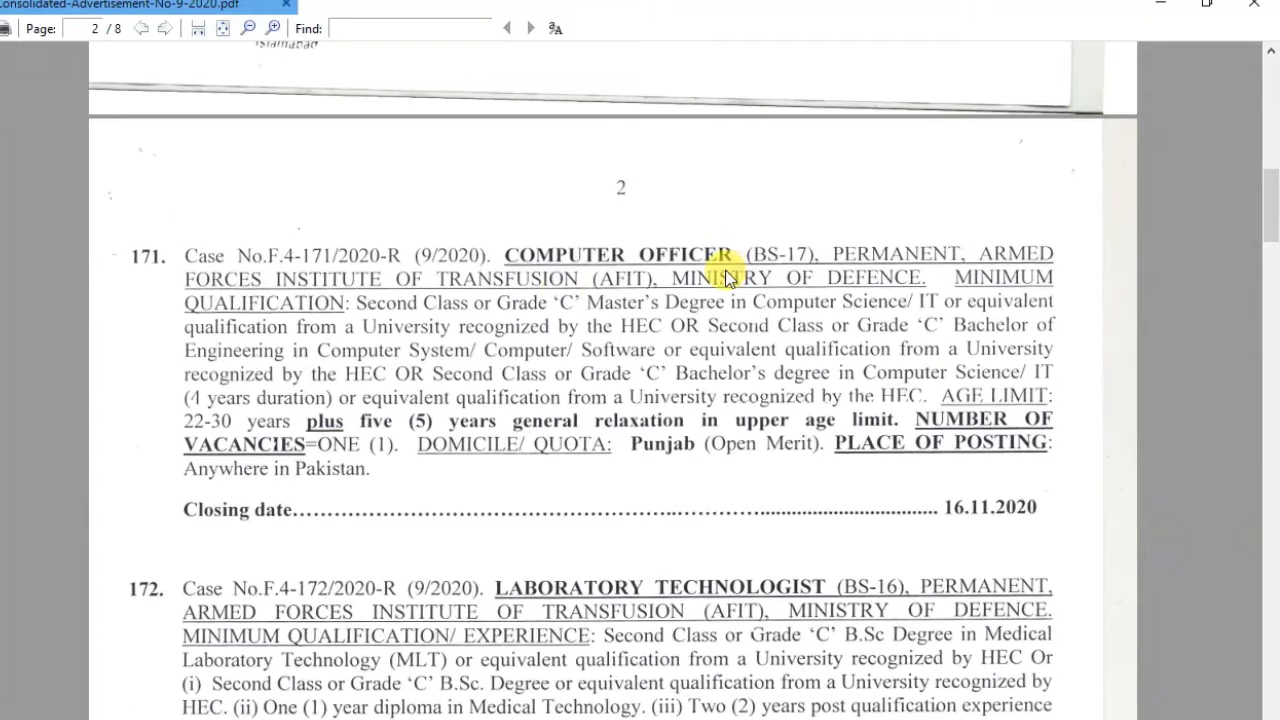 onsolidated-Advertisement-No-9-2020.pdf
Page: 2 / 8 Find:
Islamabad
2
171. Case No.F.4-171/2020-R (9/2020). COMPUTER OFFICER (BS-17), PERMANENT, ARMED
FORCES INSTITUTE OF TRANSFUSION (AFIT), MINISTRY OF DEFENCE. MINIMUM
QUALIFICATION: Second Class or Grade ‘C’ Master’s Degree in Computer Science/ IT or equivalent
qualification from a University recognized by the HEC OR Second Class or Grade ‘C’ Bachelor of
Engineering in Computer System/ Computer/ Software or equivalent qualification from a University
recognized by the HEC OR Second Class or Grade ‘C’ Bachelor’s degree in Computer Science/ IT
(4 years duration) or equivalent qualification from a University recognized by the HEC. AGE LIMIT:
22-30 years plus five (5) years general relaxation in upper age limit. NUMBER OF
VACANCIES=ONE (1). DOMICILE/ QUOTA: Punjab (Open Merit). PLACE OF POSTING:
Anywhere in Pakistan.
Closing date................................................................................................ 16.11.2020
172. Case No.F.4-172/2020-R (9/2020). LABORATORY TECHNOLOGIST (BS-16), PERMANENT,
ARMED FORCES INSTITUTE OF TRANSFUSION (AFIT), MINISTRY OF DEFENCE.
MINIMUM QUALIFICATION/ EXPERIENCE: Second Class or Grade ‘C’ B.Sc Degree in Medical
Laboratory Technology (MLT) or equivalent qualification from a University recognized by HEC Or
(i) Second Class or Grade ‘C’ B.Sc. Degree or equivalent qualification from a University recognized by
HEC. (ii) One (1) year diploma in Medical Technology. (iii) Two (2) years post qualification experience